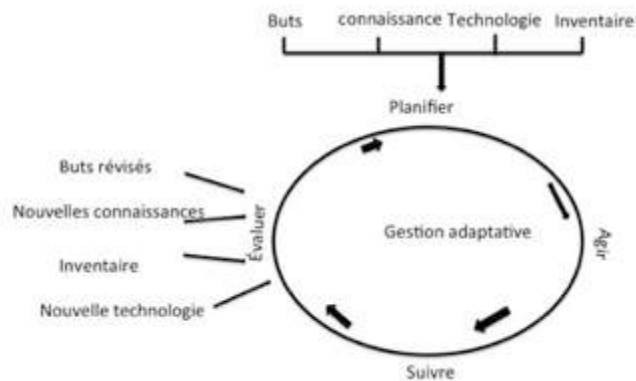 Buts connaissance Technologie Inventaire
Planifier
Buts révisés
Nouvelles connaissances
Évaluer
Gestion adaptative
Agir
Inventaire
Nouvelle technologie
Suivre